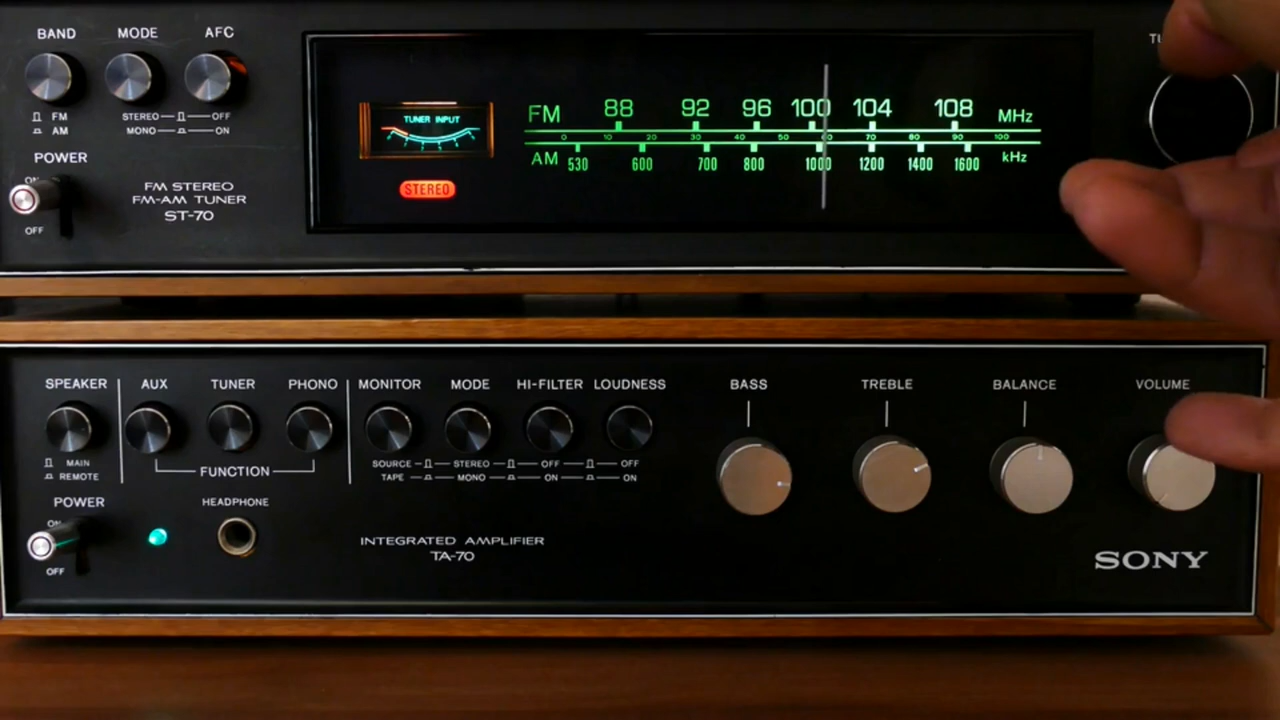 BAND MODE AFC
FM STEREO OFF
AM MONO ON
POWER
ON
OFF
FM STEREO
FM-AM TUNER
ST-70
TUNER INPUT
STEREO
FM 88 92 96 100 104 108 MHz
0 10 20 30 40 50 60 70 80 90 100
AM 530 600 700 800 1000 1200 1400 1600 kHz
SPEAKER AUX TUNER PHONO MONITOR MODE HI-FILTER LOUDNESS BASS TREBLE BALANCE VOLUME
MAIN SOURCE STEREO OFF OFF
REMOTE FUNCTION TAPE MONO ON ON
POWER HEADPHONE
ON
OFF
INTEGRATED AMPLIFIER
TA-70
SONY